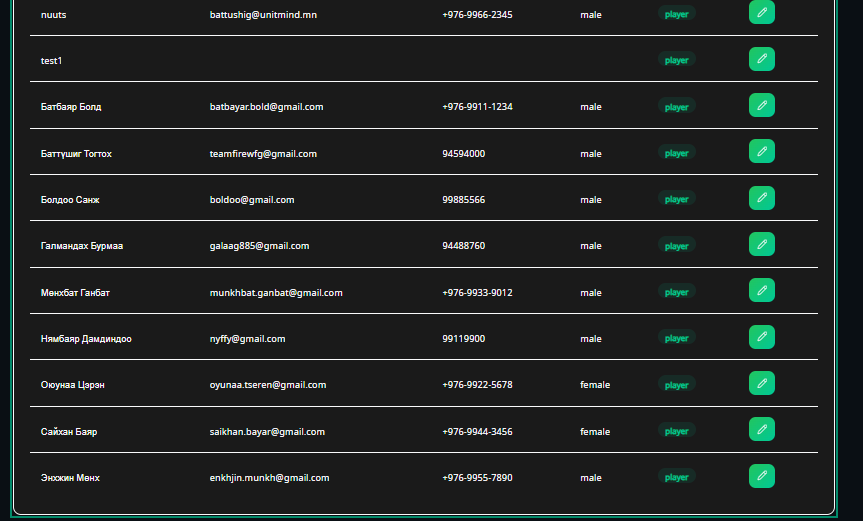 nuuts battushig@unitmind.mn +976-9966-2345 male player
test1 player
Батбаяр Болд batbayar.bold@gmail.com +976-9911-1234 male player
Баттүшиг Тогтох teamfirewfg@gmail.com 94594000 male player
Болдоо Санж boldoo@gmail.com 99885566 male player
Галмандах Бурмаа galaag885@gmail.com 94488760 male player
Мөнхбат Ганбат munkhbat.ganbat@gmail.com +976-9933-9012 male player
Нямбаяр Дамдиндоо nyffy@gmail.com 99119900 male player
Оюунаа Цэрэн oyunaa.tseren@gmail.com +976-9922-5678 female player
Сайхан Баяр saikhan.bayar@gmail.com +976-9944-3456 female player
Энхжин Мөнх enkhjin.munkh@gmail.com +976-9955-7890 male player